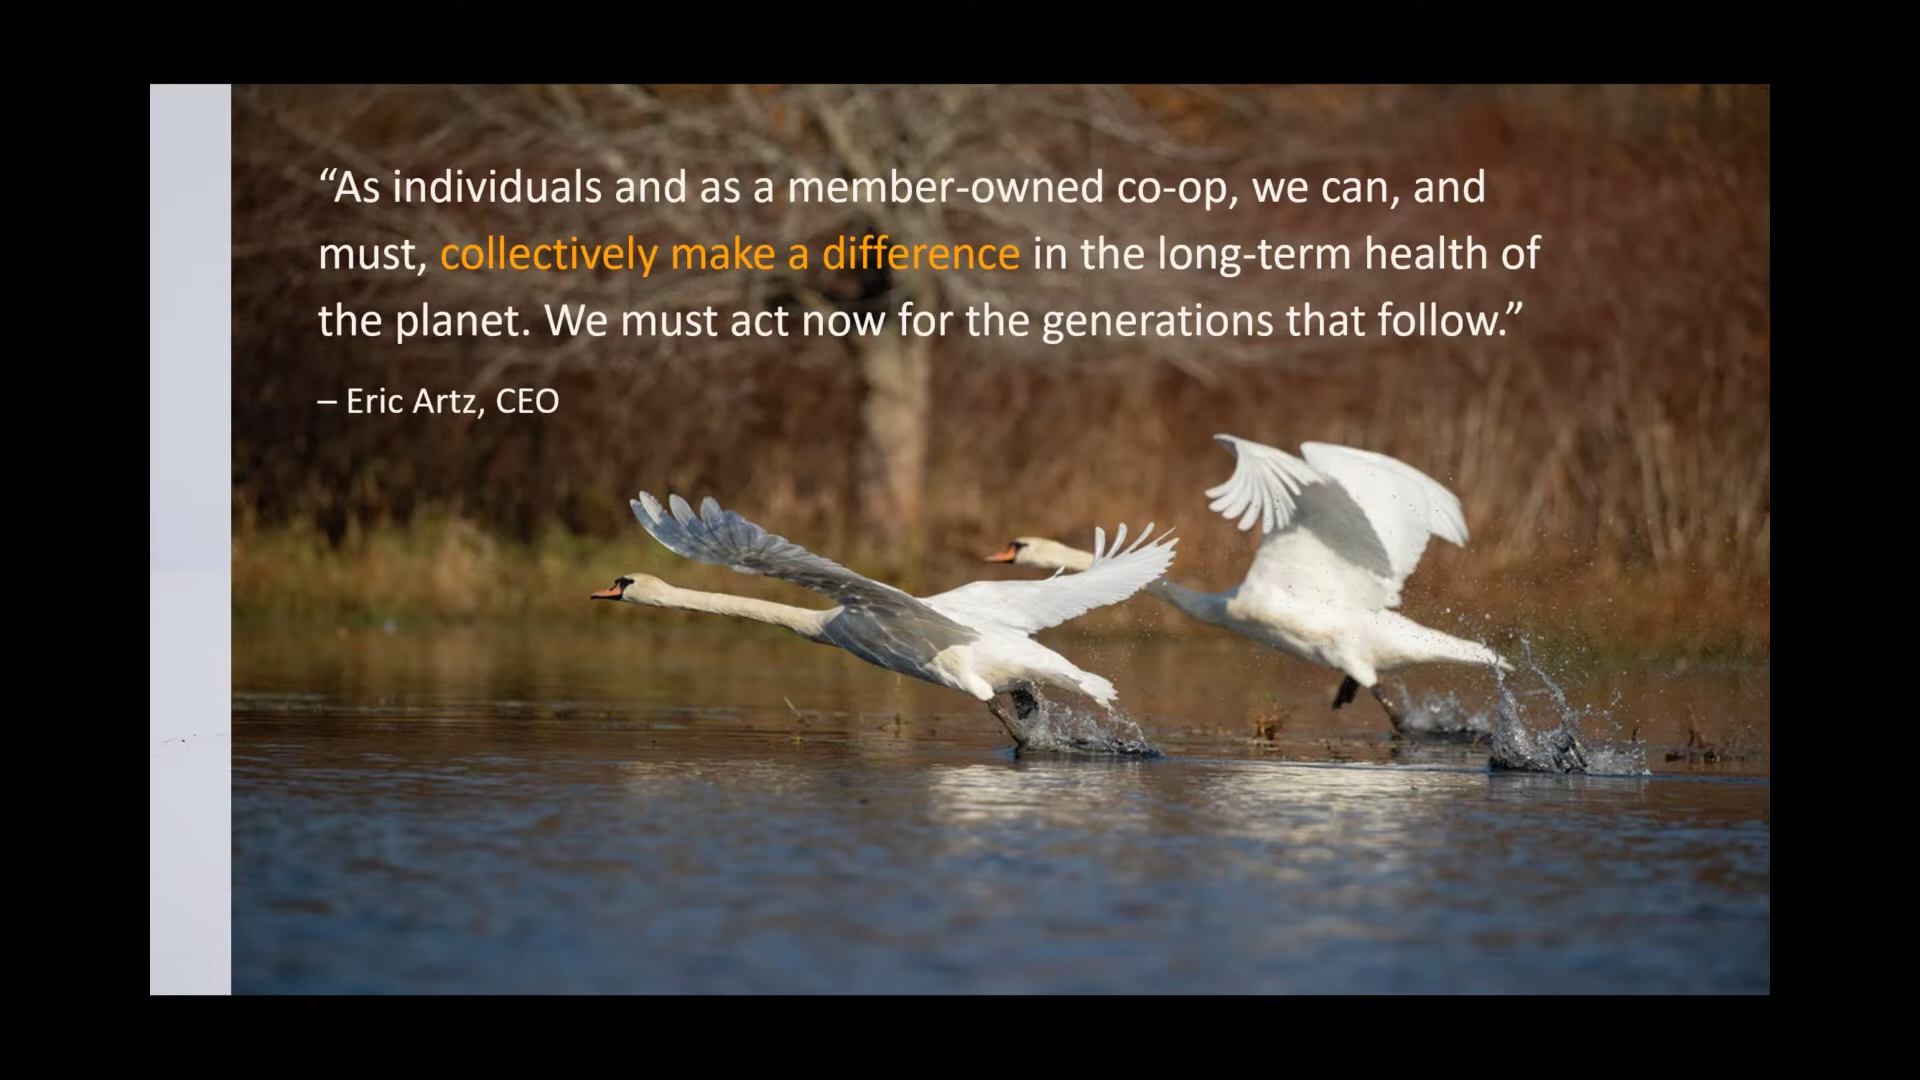 “As individuals and as a member-owned co-op, we can, and
must, collectively make a difference in the long-term health of
the planet. We must act now for the generations that follow.”
– Eric Artz, CEO